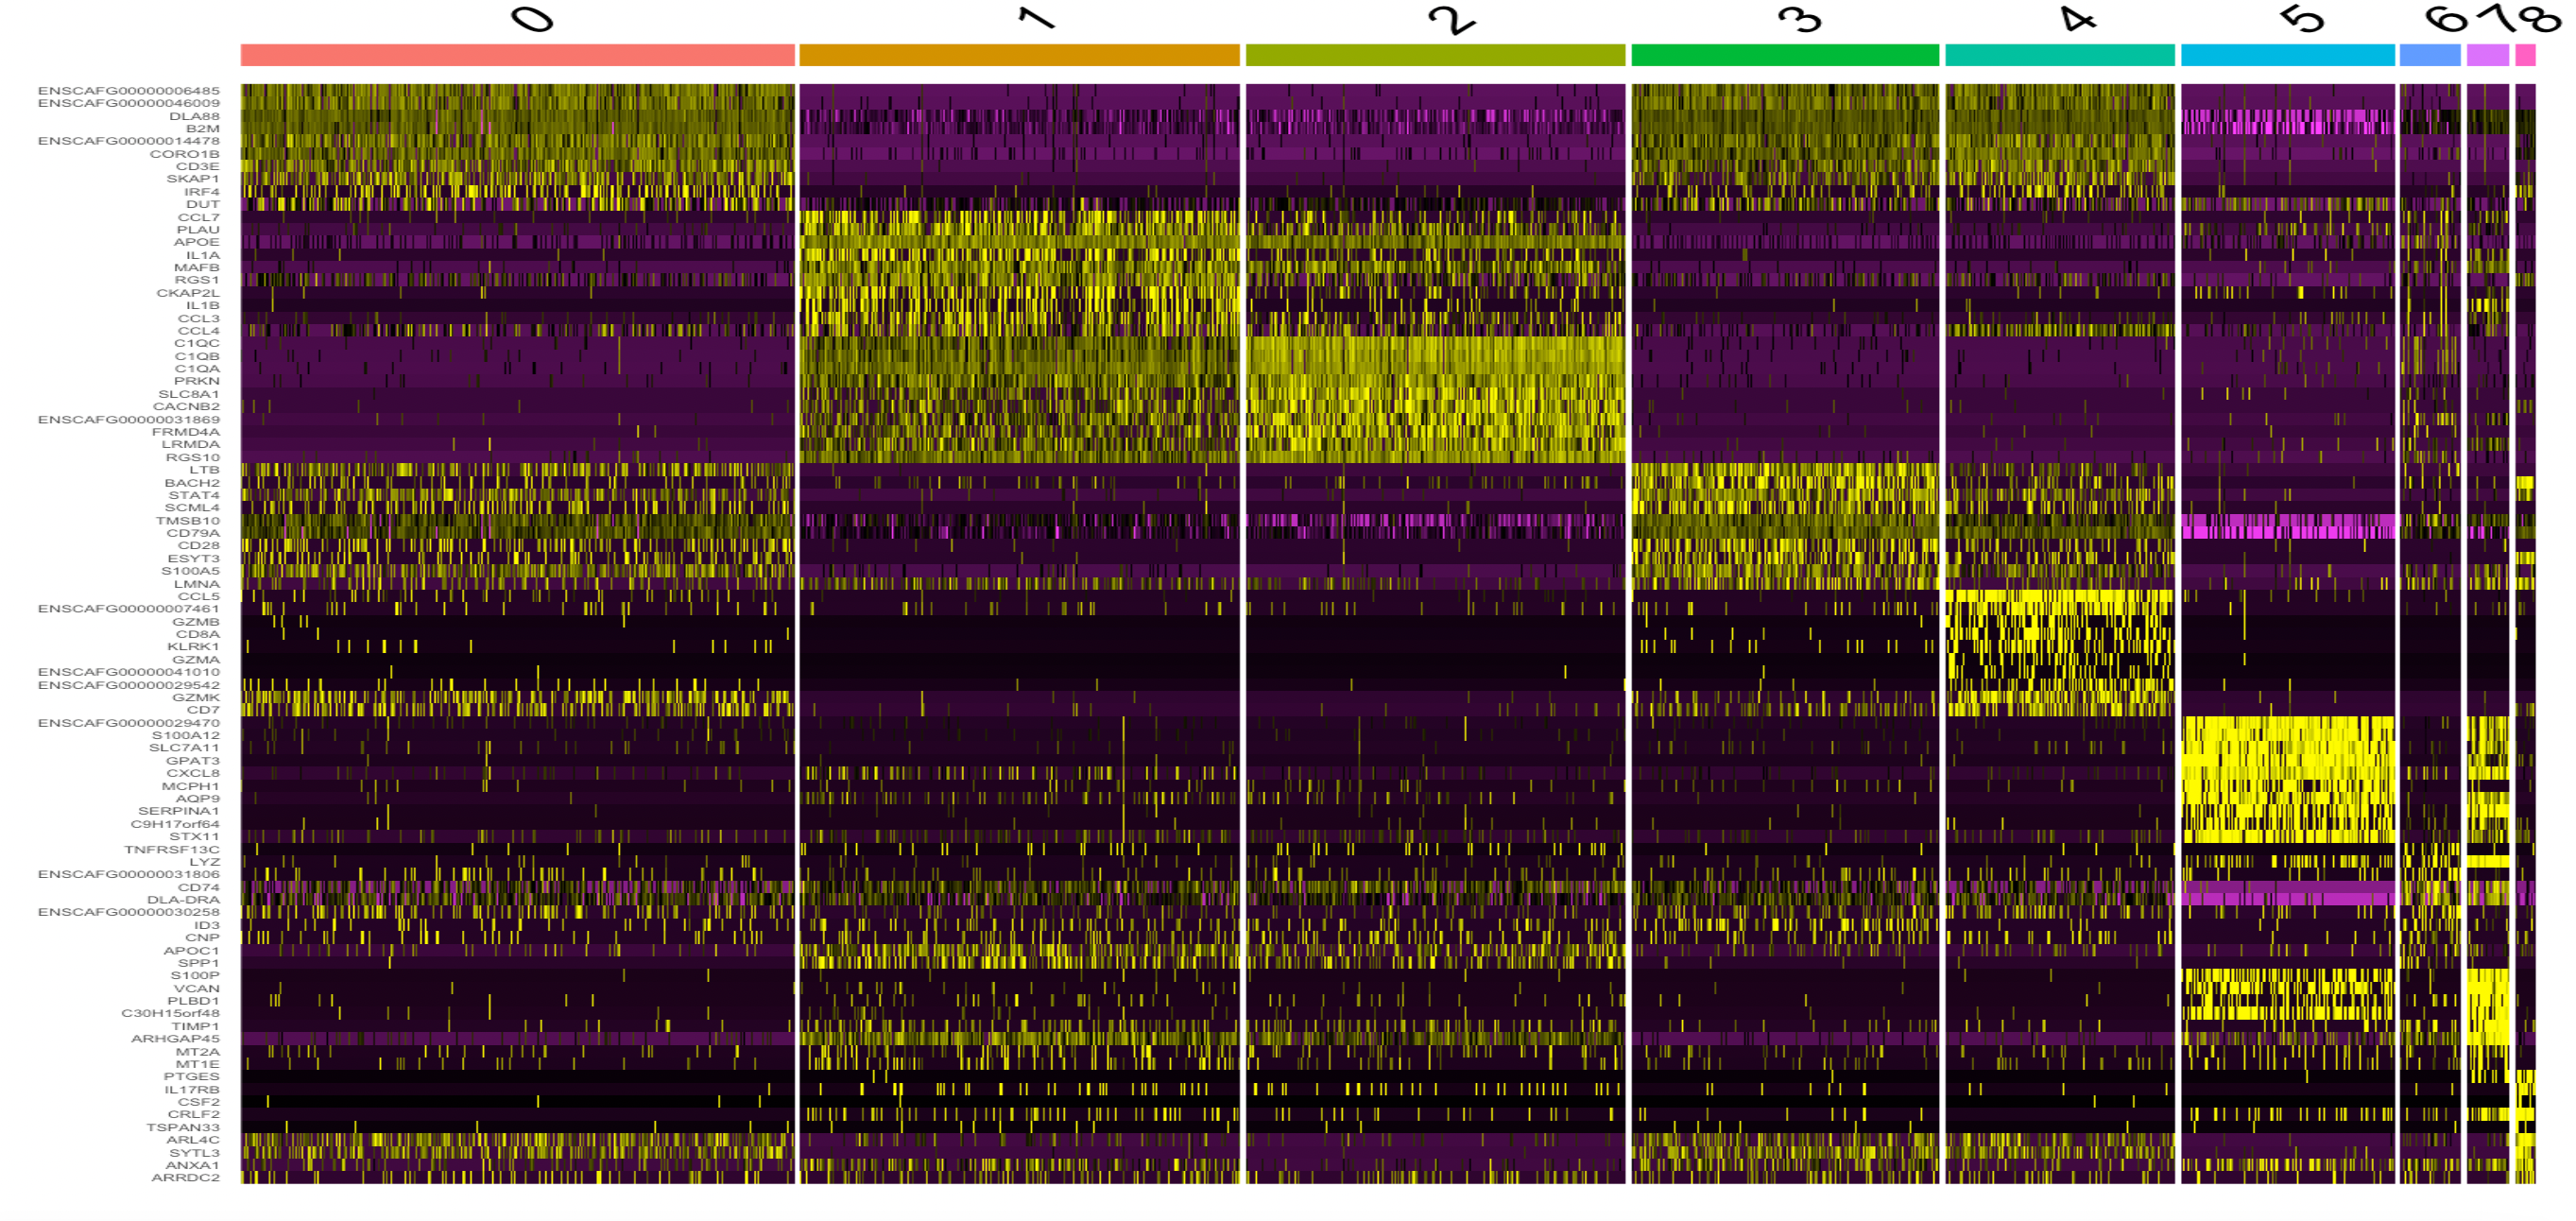 0 1 2 3 4 5 6 7 8
ENSCAFG00000006485
ENSCAFG00000046009
DLA88
B2M
ENSCAFG00000014478
CORO1B
CD3E
SKAP1
IRF4
DUT
CCL7
PLAU
APOE
IL1A
MAFB
RGS1
CKAP2L
IL1B
CCL3
CCL4
C1QC
C1QB
C1QA
PRKN
SLC8A1
CACNB2
ENSCAFG00000031869
FRMD4A
LRMDA
RGS10
LTB
BACH2
STAT4
SCML4
TMSB10
CD79A
CD28
ESYT3
S100A5
LMNA
CCL5
ENSCAFG00000007461
GZMB
CD8A
KLRK1
GZMA
ENSCAFG00000041010
ENSCAFG00000029542
GZMK
CD7
ENSCAFG00000029470
S100A12
SLC7A11
GPAT3
CXCL8
MCPH1
AQP9
SERPINA1
C9H17orf64
STX11
TNFRSF13C
LYZ
ENSCAFG00000031806
CD74
DLA-DRA
ENSCAFG00000030258
ID3
CNP
APOC1
SPP1
S100P
VCAN
PLBD1
C30H15orf48
TIMP1
ARHGAP45
MT2A
MT1E
PTGES
IL17RB
CSF2
CRLF2
TSPAN33
ARL4C
SYTL3
ANXA1
ARRDC2